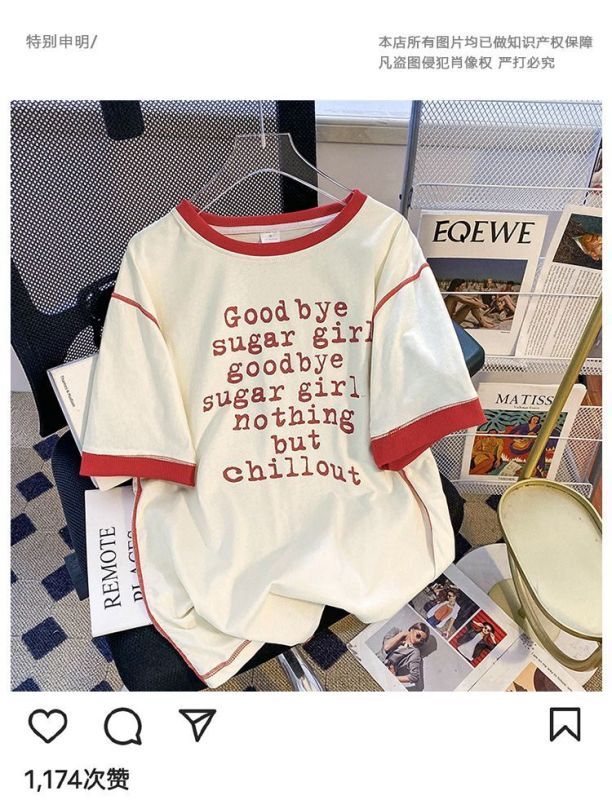 特别申明/
本店所有图片均已做知识产权保障
凡盗图侵犯肖像权 严打必究
EQEWE
Goodbye
sugar girl
goodbye
sugar girl
nothing
but
chillout
MATISS
REMOTE
PLACES
1,174次赞